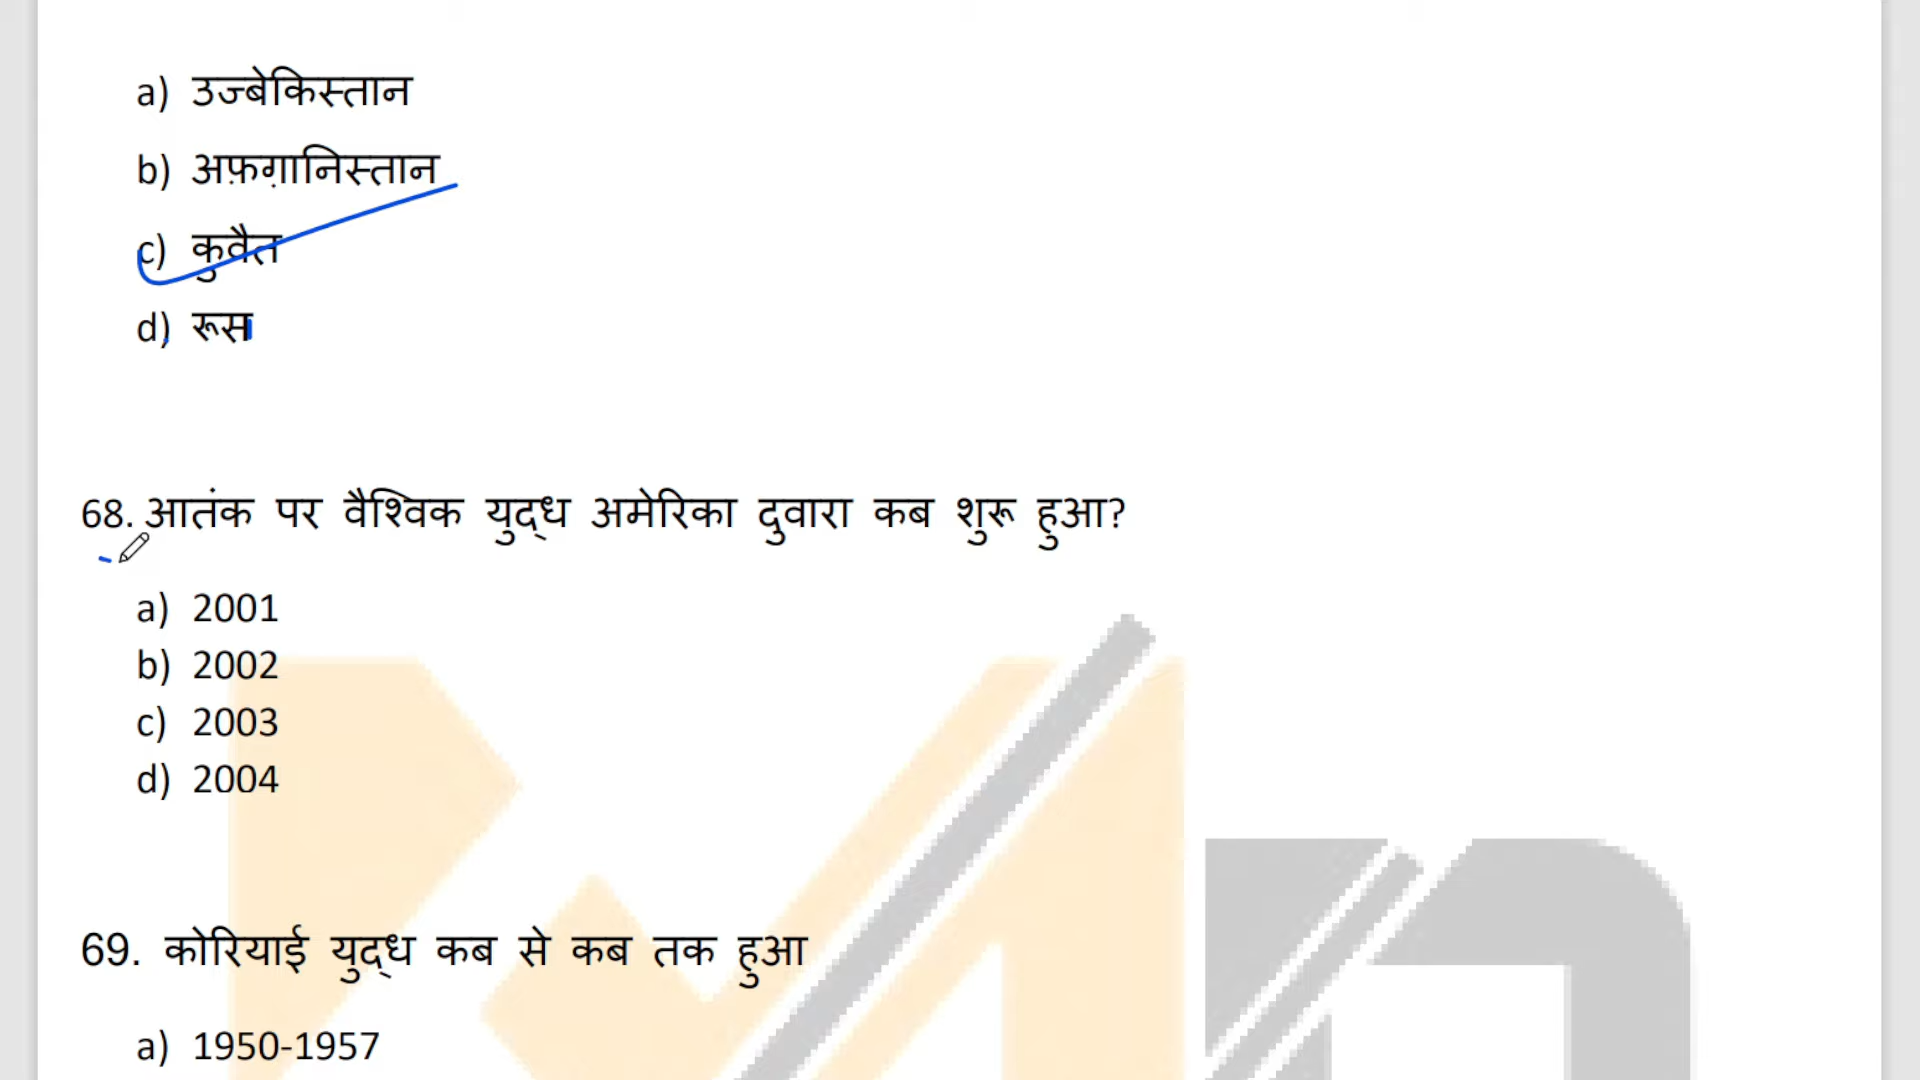 a) उज्बेकिस्तान
b) अफ़ग़ानिस्तान
c) कुवैत
d) रूस
68. आतंक पर वैश्विक युद्ध अमेरिका दुवारा कब शुरू हुआ?
a) 2001
b) 2002
c) 2003
d) 2004
69. कोरियाई युद्ध कब से कब तक हुआ
a) 1950-1957